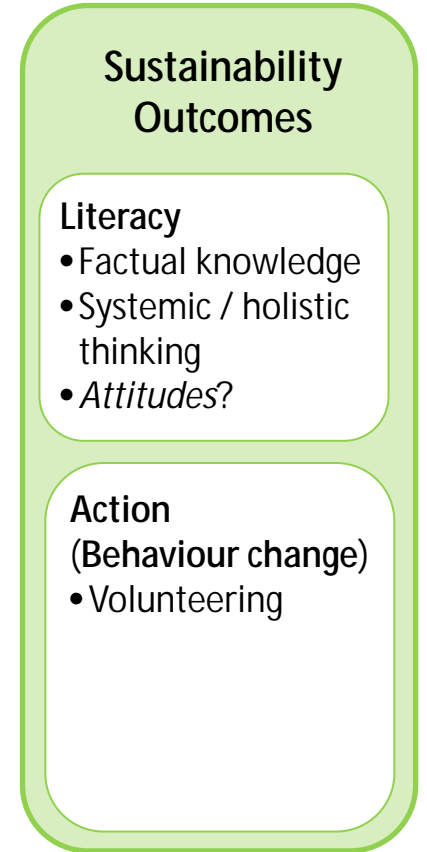 Sustainability
Outcomes
Literacy
•Factual knowledge
•Systemic / holistic
thinking
•Attitudes?
Action
(Behaviour change)
•Volunteering